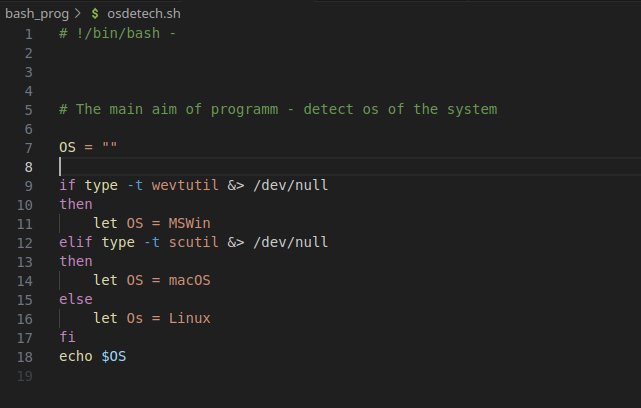 bash_prog > $ osdetech.sh
1 # !/bin/bash -
2
3
4
5 # The main aim of programm - detect os of the system
6
7 OS = ""
8
9 if type -t wevtutil &> /dev/null
10 then
11 let OS = MSWin
12 elif type -t scutil &> /dev/null
13 then
14 let OS = macOS
15 else
16 let Os = Linux
17 fi
18 echo $OS
19